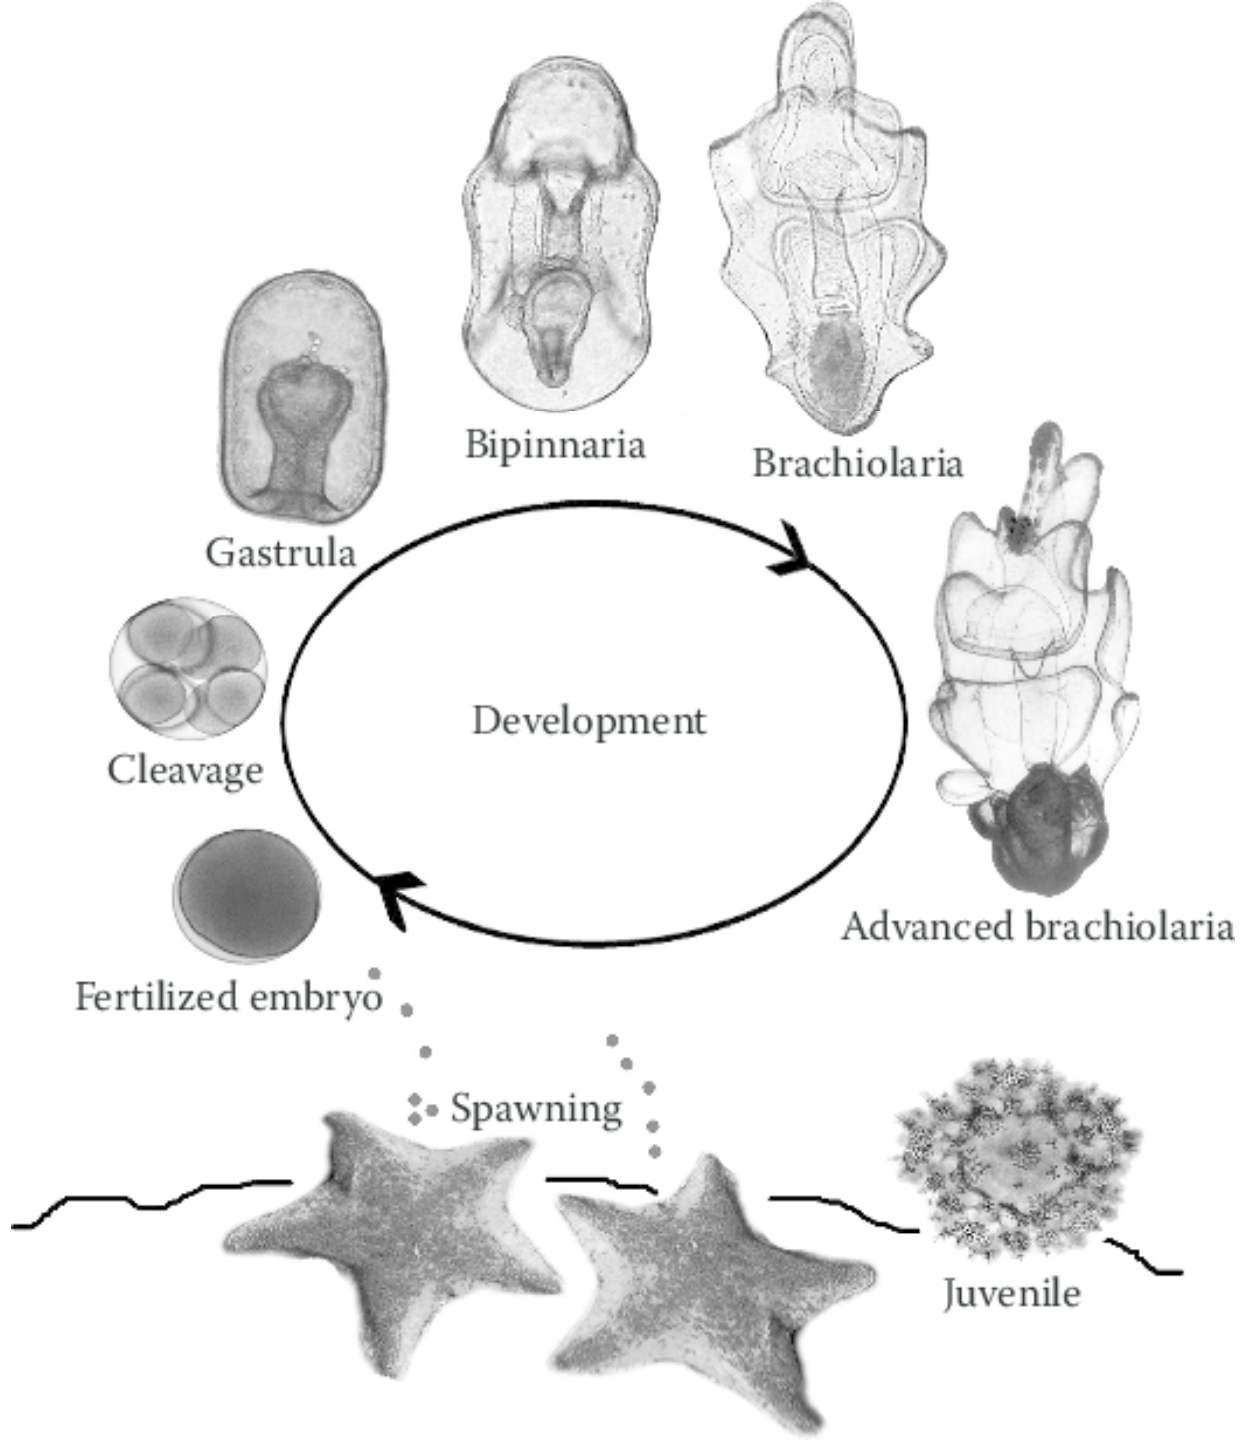 Bipinnaria
Brachiolaria
Gastrula
Development
Cleavage
Advanced brachiolaria
Fertilized embryo
Spawning
Juvenile